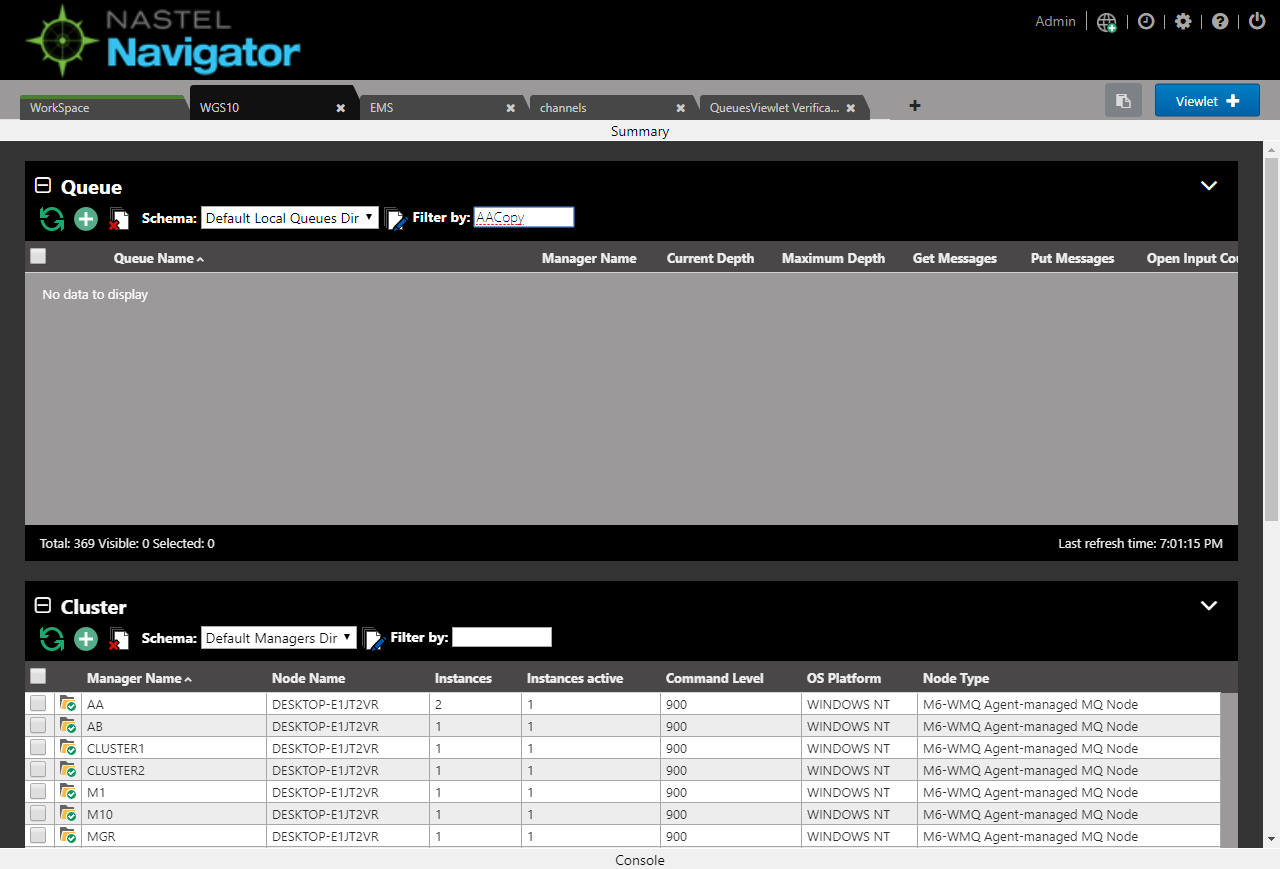 NASTEL
Navigator
Admin
WorkSpace
WGS10
EMS
channels
QueuesViewlet Verifica...
Viewlet
Summary
Queue
Schema: Default Local Queues Dir Filter by: AACopy
Queue Name Manager Name Current Depth Maximum Depth Get Messages Put Messages Open Input Cou
No data to display
Total: 369 Visible: 0 Selected: 0 Last refresh time: 7:01:15 PM
Cluster
Schema: Default Managers Dir Filter by:
Manager Name Node Name Instances Instances active Command Level OS Platform Node Type
AA DESKTOP-E1JT2VR 2 1 900 WINDOWS NT M6-WMQ Agent-managed MQ Node
AB DESKTOP-E1JT2VR 1 1 900 WINDOWS NT M6-WMQ Agent-managed MQ Node
CLUSTER1 DESKTOP-E1JT2VR 1 1 900 WINDOWS NT M6-WMQ Agent-managed MQ Node
CLUSTER2 DESKTOP-E1JT2VR 1 1 900 WINDOWS NT M6-WMQ Agent-managed MQ Node
M1 DESKTOP-E1JT2VR 1 1 900 WINDOWS NT M6-WMQ Agent-managed MQ Node
M10 DESKTOP-E1JT2VR 1 1 900 WINDOWS NT M6-WMQ Agent-managed MQ Node
MGR DESKTOP-E1JT2VR 1 1 900 WINDOWS NT M6-WMQ Agent-managed MQ Node
Console